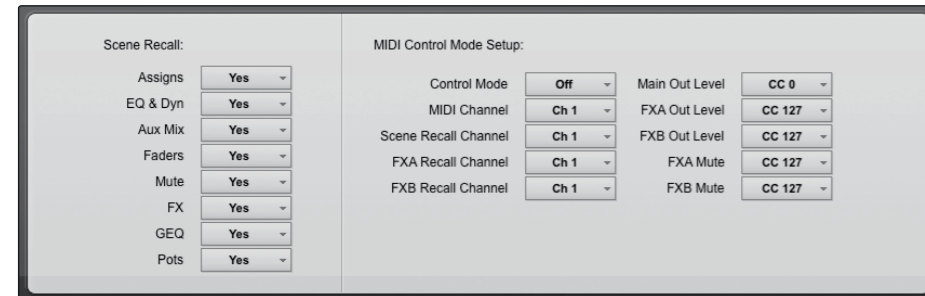 Scene Recall:
Assigns Yes
EQ & Dyn Yes
Aux Mix Yes
Faders Yes
Mute Yes
FX Yes
GEQ Yes
Pots Yes
MIDI Control Mode Setup:
Control Mode Off Main Out Level CC 0
MIDI Channel Ch 1 FXA Out Level CC 127
Scene Recall Channel Ch 1 FXB Out Level CC 127
FXA Recall Channel Ch 1 FXA Mute CC 127
FXB Recall Channel Ch 1 FXB Mute CC 127